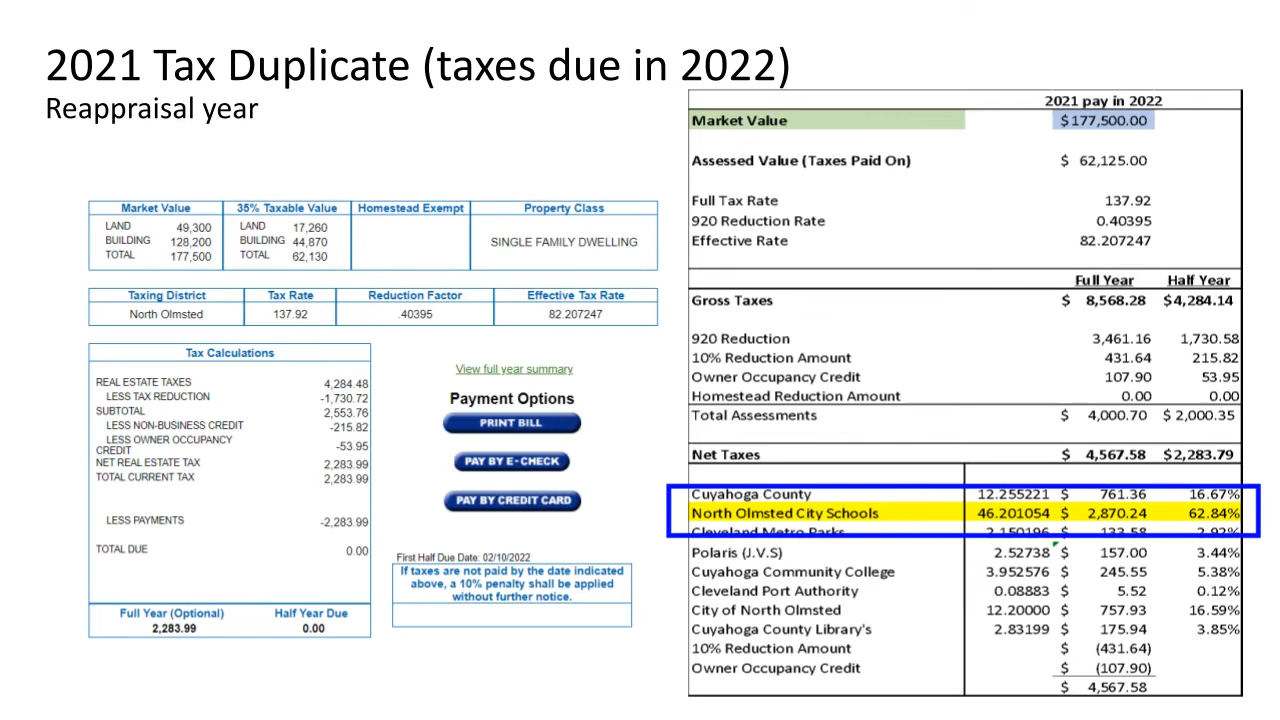 2021 Tax Duplicate (taxes due in 2022)
Reappraisal year
Market Value 35% Taxable Value Homestead Exempt Property Class
LAND 49,300 LAND 17,260
BUILDING 128,200 BUILDING 44,870 SINGLE FAMILY DWELLING
TOTAL 177,500 TOTAL 62,130
Taxing District Tax Rate Reduction Factor Effective Tax Rate
North Olmsted 137.92 .40395 82.207247
Tax Calculations
REAL ESTATE TAXES 4,284.48
LESS TAX REDUCTION -1,730.72
SUBTOTAL 2,553.76
LESS NON-BUSINESS CREDIT -215.82
LESS OWNER OCCUPANCY
CREDIT -53.95
NET REAL ESTATE TAX 2,283.99
TOTAL CURRENT TAX 2,283.99
LESS PAYMENTS -2,283.99
TOTAL DUE 0.00
Full Year (Optional) Half Year Due
2,283.99 0.00
View full year summary
Payment Options
PRINT BILL
PAY BY E-CHECK
PAY BY CREDIT CARD
First Half Due Date: 02/10/2022
If taxes are not paid by the date indicated
above, a 10% penalty shall be applied
without further notice.
2021 pay in 2022
Market Value $177,500.00
Assessed Value (Taxes Paid On) $ 62,125.00
Full Tax Rate 137.92
920 Reduction Rate 0.40395
Effective Rate 82.207247
Full Year Half Year
Gross Taxes $ 8,568.28 $4,284.14
920 Reduction 3,461.16 1,730.58
10% Reduction Amount 431.64 215.82
Owner Occupancy Credit 107.90 53.95
Homestead Reduction Amount 0.00 0.00
Total Assessments $ 4,000.70 $ 2,000.35
Net Taxes $ 4,567.58 $2,283.79
Cuyahoga County 12.255221 $ 761.36 16.67%
North Olmsted City Schools 46.201054 $ 2,870.24 62.84%
Cleveland Metro Parks 2.150196 $ 133.58 2.92%
Polaris (J.V.S) 2.52738 $ 157.00 3.44%
Cuyahoga Community College 3.952576 $ 245.55 5.38%
Cleveland Port Authority 0.08883 $ 5.52 0.12%
City of North Olmsted 12.20000 $ 757.93 16.59%
Cuyahoga County Library's 2.83199 $ 175.94 3.85%
10% Reduction Amount $ (431.64)
Owner Occupancy Credit $ (107.90)
$ 4,567.58